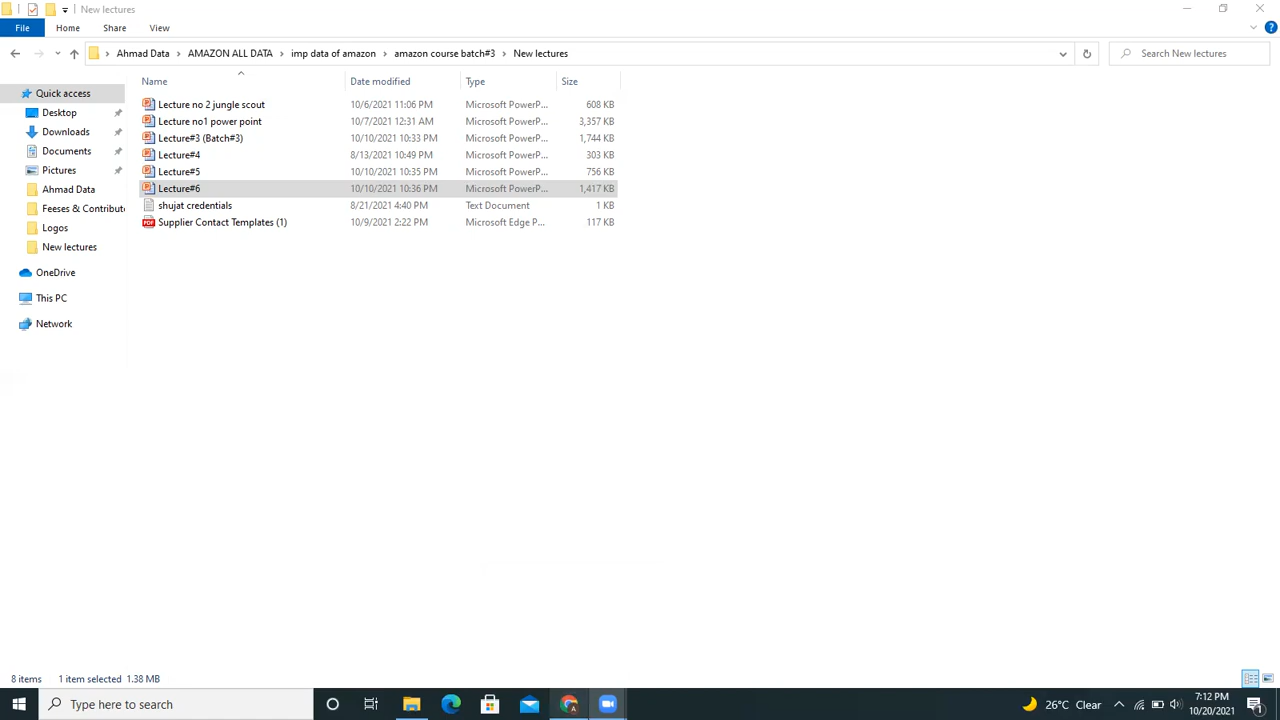 New lectures
File Home Share View
Ahmad Data AMAZON ALL DATA imp data of amazon amazon course batch#3 New lectures Search New lectures
Name Date modified Type Size
Quick access
Desktop
Downloads
Documents
Pictures
Ahmad Data
Feeses & Contribut
Logos
New lectures
OneDrive
This PC
Network
Lecture no 2 jungle scout 10/6/2021 11:06 PM Microsoft PowerP... 608 KB
Lecture no1 power point 10/7/2021 12:31 AM Microsoft PowerP... 3,357 KB
Lecture#3 (Batch#3) 10/10/2021 10:33 PM Microsoft PowerP... 1,744 KB
Lecture#4 8/13/2021 10:49 PM Microsoft PowerP... 303 KB
Lecture#5 10/10/2021 10:35 PM Microsoft PowerP... 756 KB
Lecture#6 10/10/2021 10:36 PM Microsoft PowerP... 1,417 KB
shujat credentials 8/21/2021 4:40 PM Text Document 1 KB
Supplier Contact Templates (1) 10/9/2021 2:22 PM Microsoft Edge P... 117 KB
8 items 1 item selected 1.38 MB
Type here to search
26°C Clear
7:12 PM
10/20/2021